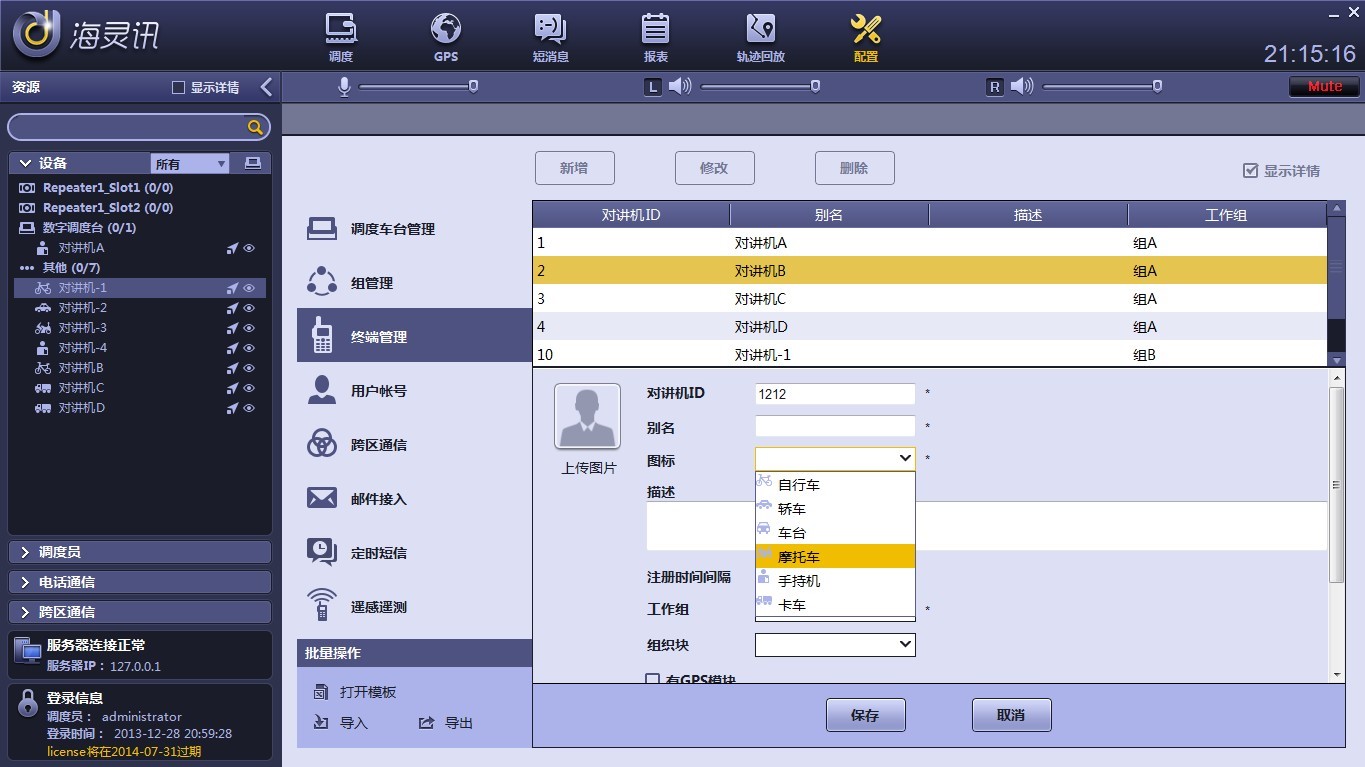 海灵讯
调度
GPS
短消息
报表
轨迹回放
配置
21:15:16
资源
显示详情
L
R
Mute
设备
所有
Repeater1_Slot1 (0/0)
Repeater1_Slot2 (0/0)
数字调度台 (0/1)
对讲机A
其他 (0/7)
对讲机-1
对讲机-2
对讲机-3
对讲机-4
对讲机B
对讲机C
对讲机D
调度员
电话通信
跨区通信
服务器连接正常
服务器IP： 127.0.0.1
登录信息
调度员： administrator
登录时间： 2013-12-28 20:59:28
license将在2014-07-31过期
调度车台管理
组管理
终端管理
用户帐号
跨区通信
邮件接入
定时短信
遥感遥测
批量操作
打开模板
导入
导出
新增
修改
删除
显示详情
对讲机ID 别名 描述 工作组
1 对讲机A 组A
2 对讲机B 组A
3 对讲机C 组A
4 对讲机D 组A
10 对讲机-1 组B
上传图片
对讲机ID 1212 *
别名 *
图标 *
描述
自行车
轿车
车台
摩托车
手持机
卡车
注册时间间隔
工作组 *
组织块
有GPS模块
保存
取消